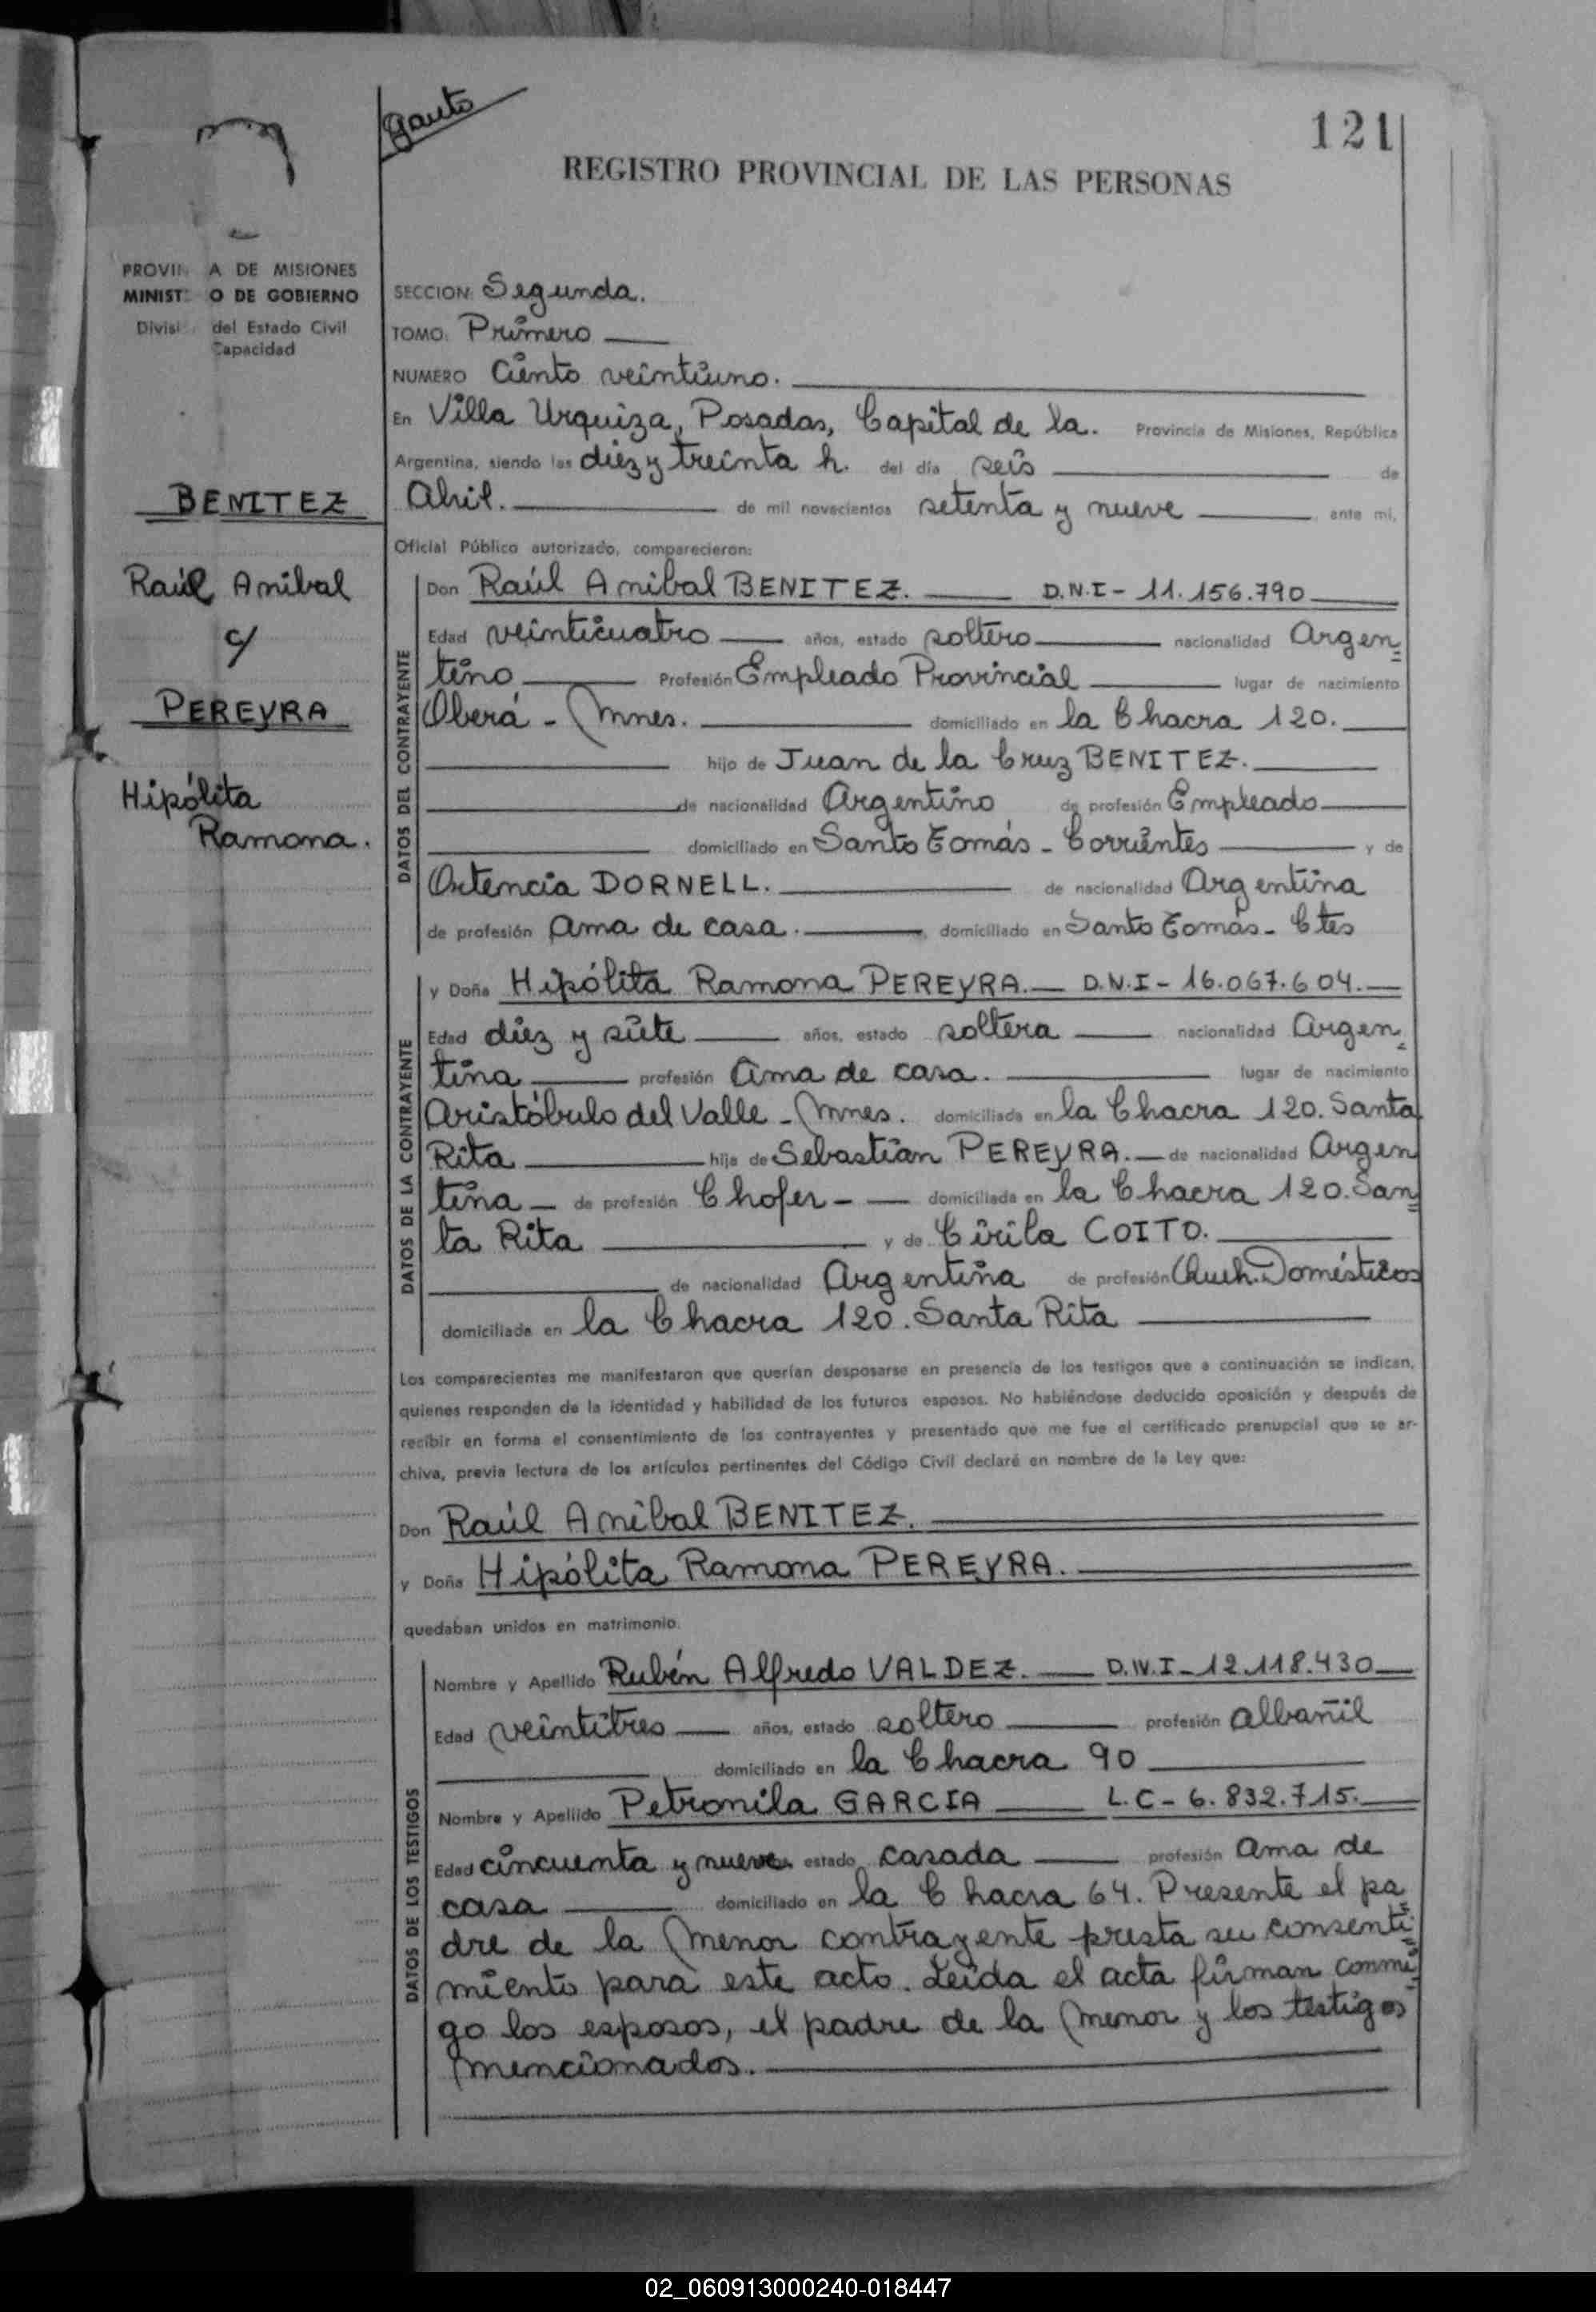 gauto
121
REGISTRO PROVINCIAL DE LAS PERSONAS
PROVIN A DE MISIONES
MINIST O DE GOBIERNO
Divisi del Estado Civil
Capacidad
BENITEZ
Raúl Anibal
c/
PEREYRA
Hipólita
Ramona.
SECCION: Segunda.
TOMO: Primero
NUMERO Ciento veintiuno.
En Villa Urquiza, Posadas, Capital de la. Provincia de Misiones, República
Argentina, siendo las diez y treinta h. del día seis de
Abril. de mil novecientos setenta y nueve ante mi,
Oficial Público autorizado, comparecieron:
DATOS DEL CONTRAYENTE
Don Raúl Anibal BENITEZ. D.N.I - 11.156.790
Edad veinticuatro años, estado soltero nacionalidad Argen=
tino Profesión Empleado Provincial lugar de nacimiento
Oberá - Mnes. domiciliado en la Chacra 120.
hijo de Juan de la Cruz BENITEZ.
de nacionalidad Argentino de profesión Empleado
domiciliado en Santo Tomás - Corrientes y de
Ortencia DORNELL. de nacionalidad Argentina
de profesión Ama de casa. domiciliado en Santo Tomás - Ctes
DATOS DE LA CONTRAYENTE
y Doña Hipólita Ramona PEREYRA. D.N.I - 16.067.604.
Edad diez y siete años, estado soltera nacionalidad Argen=
tina profesión Ama de casa. lugar de nacimiento
Aristóbulo del Valle - Mnes. domiciliada en la Chacra 120. Santa
Rita hija de Sebastián PEREYRA. de nacionalidad Argen
tina - de profesión Chofer - domiciliada en la Chacra 120. San=
ta Rita y de Cirila COITO.
de nacionalidad Argentina de profesión Queh. Domésticos
domiciliada en la Chacra 120. Santa Rita
Los comparecientes me manifestaron que querían desposarse en presencia de los testigos que a continuación se indican,
quienes responden de la identidad y habilidad de los futuros esposos. No habiéndose deducido oposición y después de
recibir en forma el consentimiento de los contrayentes y presentado que me fue el certificado prenupcial que se ar-
chiva, previa lectura de los artículos pertinentes del Código Civil declaré en nombre de la Ley que:
Don Raúl Anibal BENITEZ.
y Doña Hipólita Ramona PEREYRA.
quedaban unidos en matrimonio.
DATOS DE LOS TESTIGOS
Nombre y Apellido Rubén Alfredo VALDEZ. D.N.I - 12.118.430
Edad veintitres años, estado soltero profesión albañil
domiciliado en la Chacra 90
Nombre y Apellido Petronila GARCIA L.C - 6.832.715.
Edad cincuenta y nueve estado casada profesión Ama de
casa domiciliado en la Chacra 64. Presente el pa=
dre de la menor contrayente presta su consenti=
miento para este acto. Leida el acta firman conmi=
go los esposos, el padre de la menor y los testigos
mencionados.
02_060913000240-018447